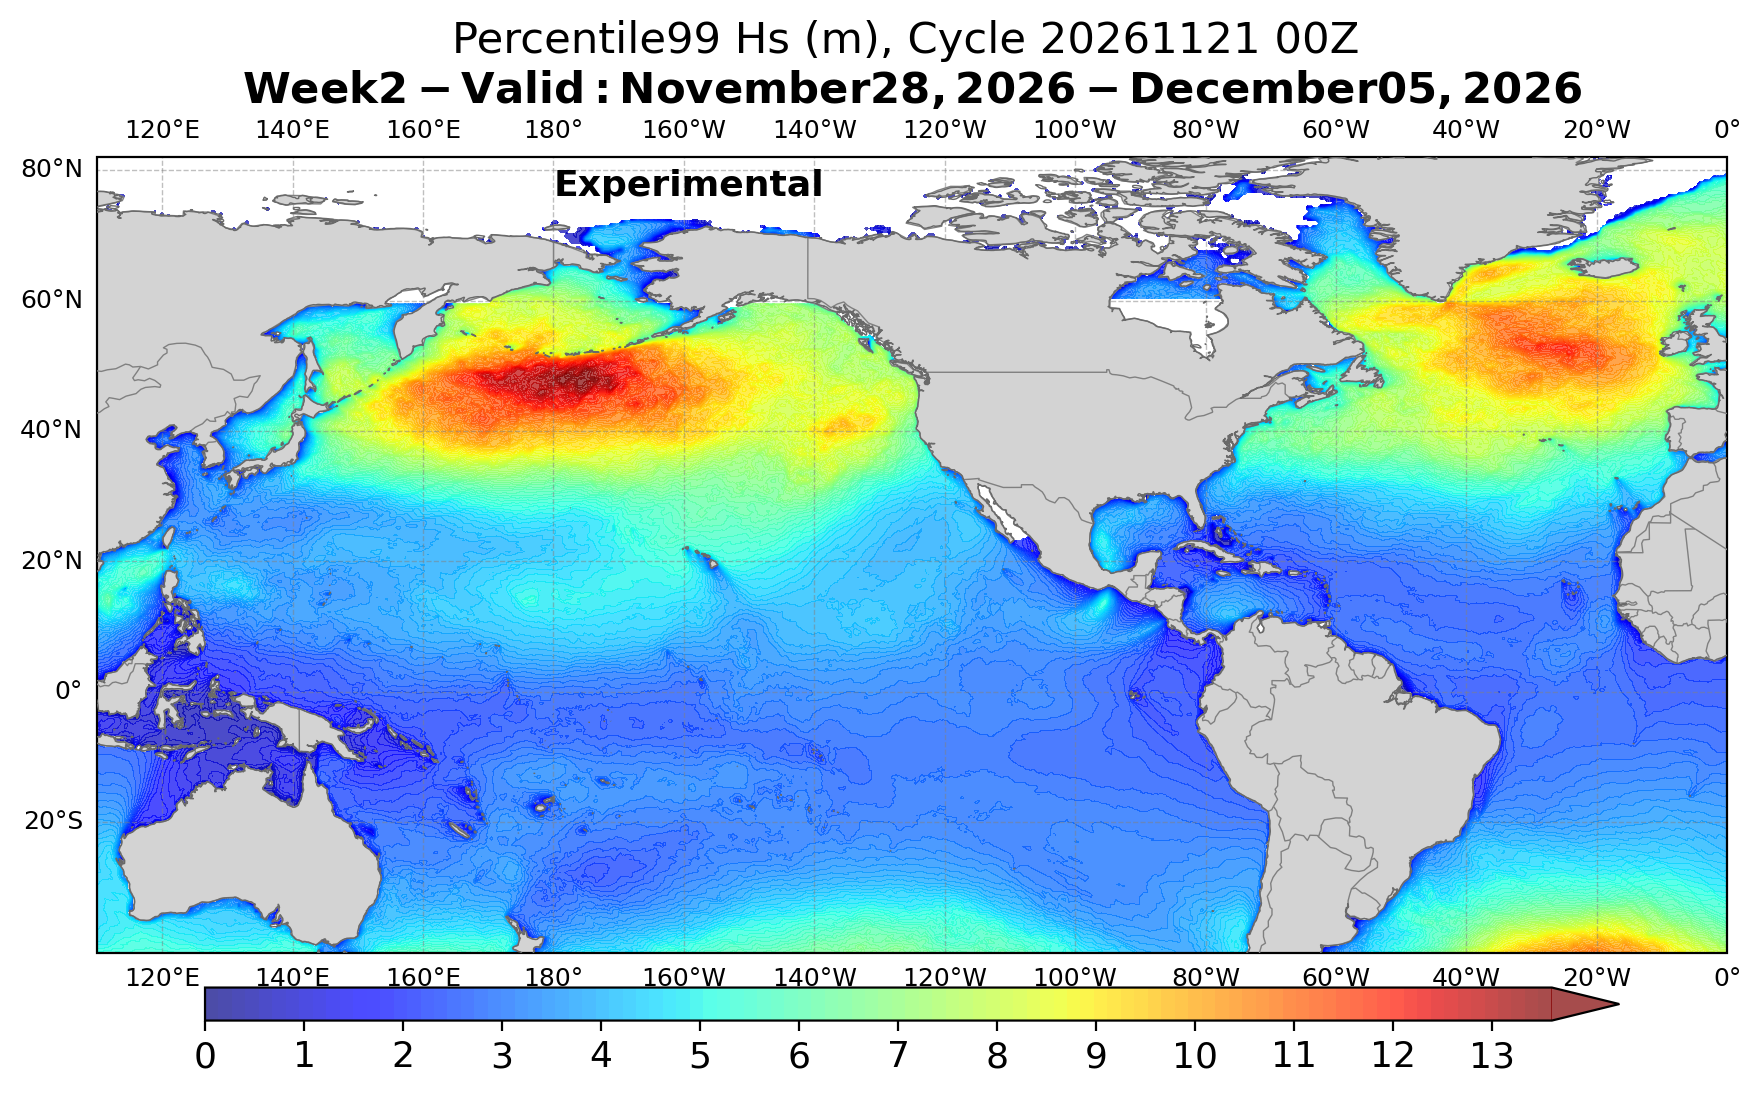 Percentile99 Hs (m), Cycle 20261121 00Z
Week2 − Valid : November28, 2026 − December05, 2026
120°E 140°E 160°E 180° 160°W 140°W 120°W 100°W 80°W 60°W 40°W 20°W 0°
80°N
Experimental
60°N
40°N
20°N
0°
20°S
120°E 140°E 160°E 180° 160°W 140°W 120°W 100°W 80°W 60°W 40°W 20°W 0°
0 1 2 3 4 5 6 7 8 9 10 11 12 13